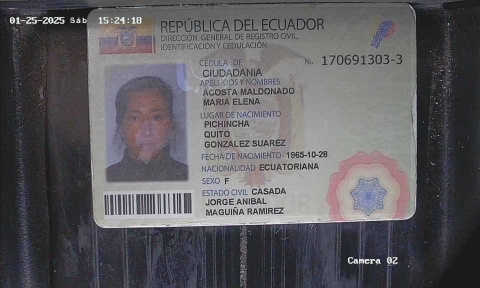 01-25-2025 Sáb 15:24:18
REPÚBLICA DEL ECUADOR
DIRECCIÓN GENERAL DE REGISTRO CIVIL,
IDENTIFICACIÓN Y CEDULACIÓN
CÉDULA DE No 170691303-3
CIUDADANÍA
APELLIDOS Y NOMBRES
ACOSTA MALDONADO
MARIA ELENA
LUGAR DE NACIMIENTO
PICHINCHA
QUITO
GONZALEZ SUAREZ
FECHA DE NACIMIENTO 1965-10-28
NACIONALIDAD ECUATORIANA
SEXO F
ESTADO CIVIL CASADA
JORGE ANIBAL
MAGUIÑA RAMIREZ
Camera 02